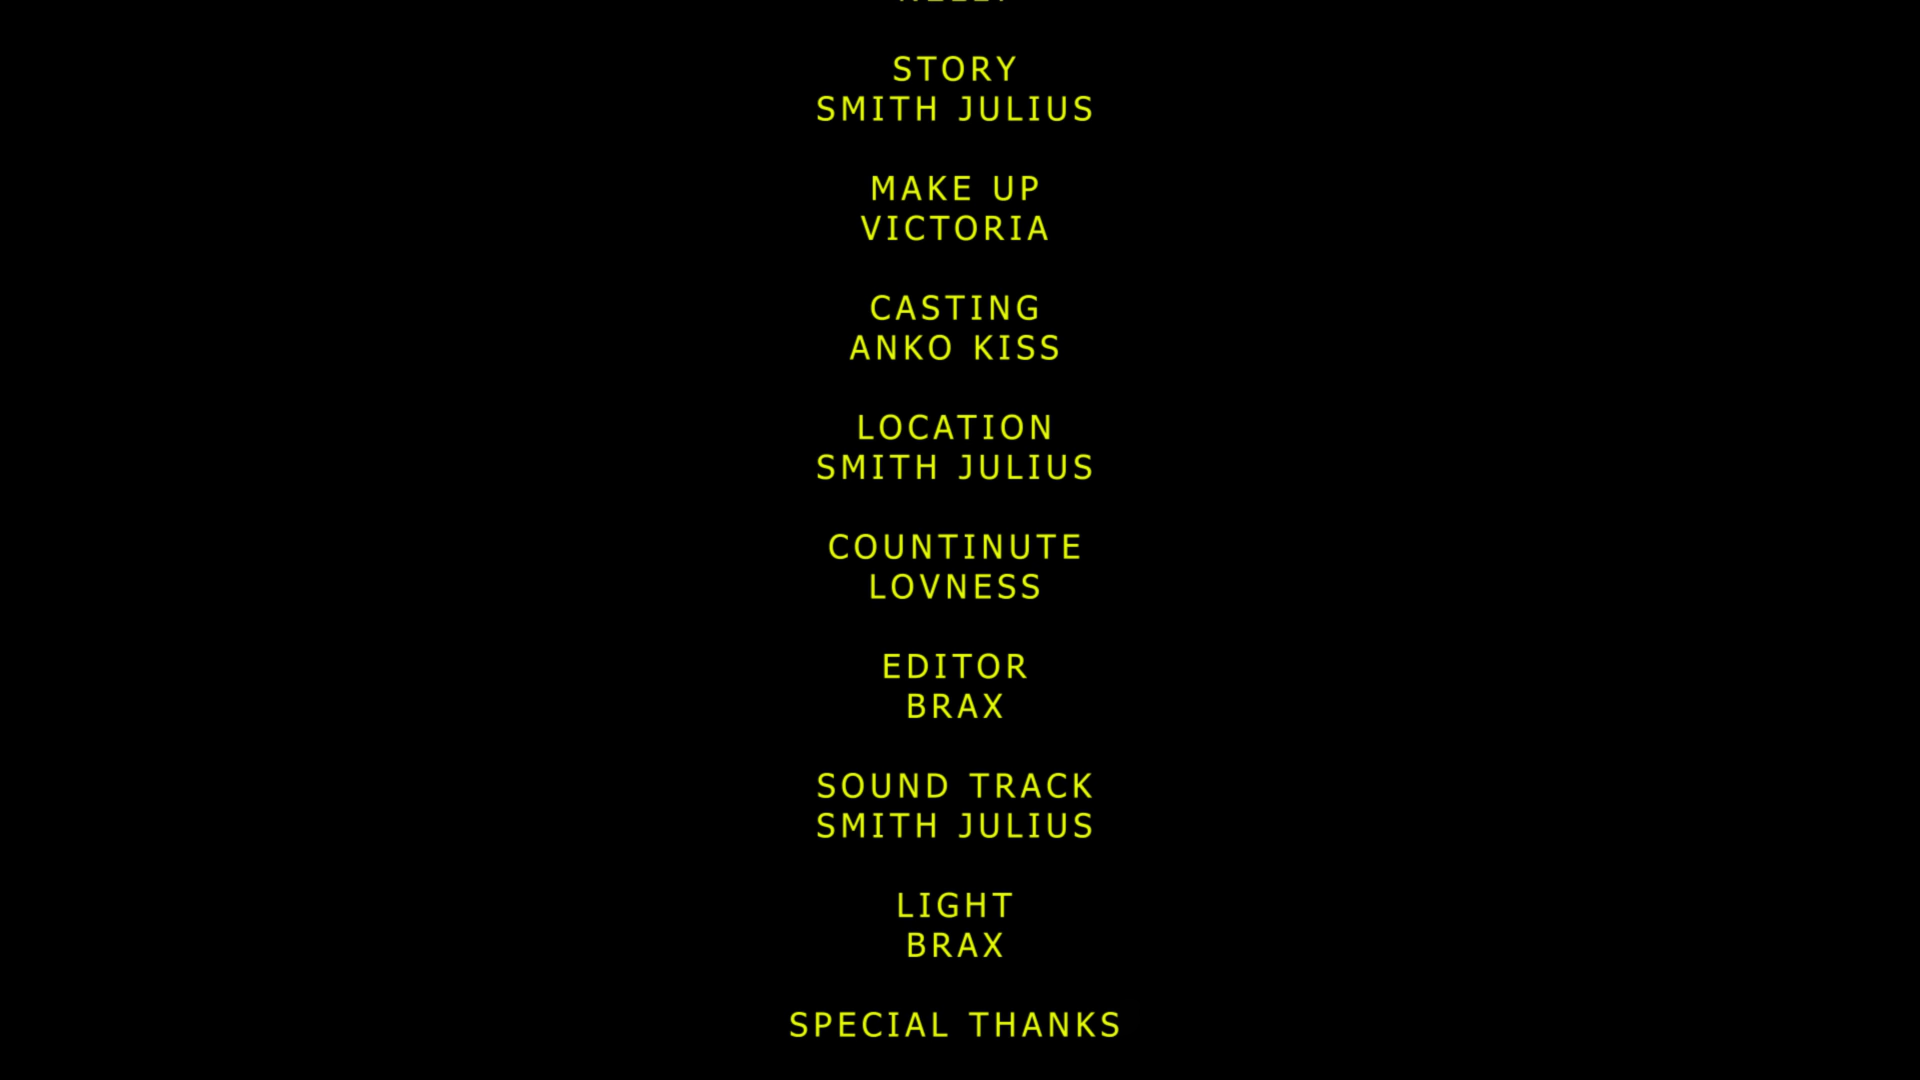 STORY
SMITH JULIUS
MAKE UP
VICTORIA
CASTING
ANKO KISS
LOCATION
SMITH JULIUS
COUNTINUTE
LOVNESS
EDITOR
BRAX
SOUND TRACK
SMITH JULIUS
LIGHT
BRAX
SPECIAL THANKS